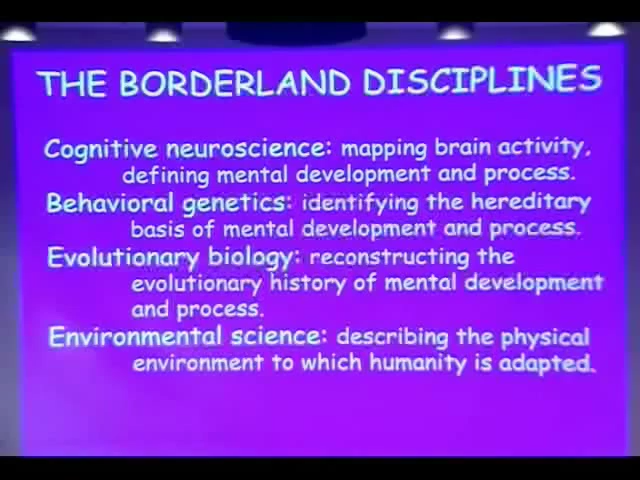 THE BORDERLAND DISCIPLINES
Cognitive neuroscience: mapping brain activity,
defining mental development and process.
Behavioral genetics: identifying the hereditary
basis of mental development and process.
Evolutionary biology: reconstructing the
evolutionary history of mental development
and process.
Environmental science: describing the physical
environment to which humanity is adapted.